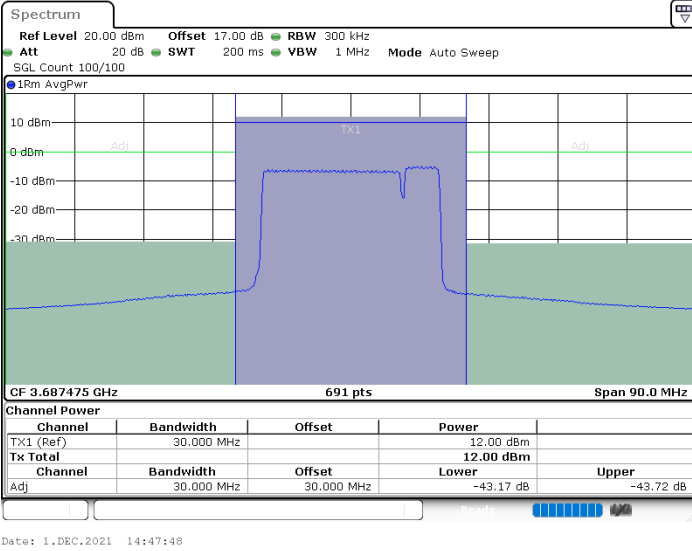 Spectrum
Ref Level 20.00 dBm Offset 17.00 dB RBW 300 kHz
Att 20 dB SWT 200 ms VBW 1 MHz Mode Auto Sweep
SGL Count 100/100
1Rm AvgPwr
10 dBm
TX1
Adj Adj
0 dBm
-10 dBm
-20 dBm
-30 dBm
CF 3.687475 GHz 691 pts Span 90.0 MHz
Channel Power
Channel Bandwidth Offset Power
TX1 (Ref) 30.000 MHz 12.00 dBm
Tx Total 12.00 dBm
Channel Bandwidth Offset Lower Upper
Adj 30.000 MHz 30.000 MHz -43.17 dB -43.72 dB
Ready
Date: 1.DEC.2021 14:47:48